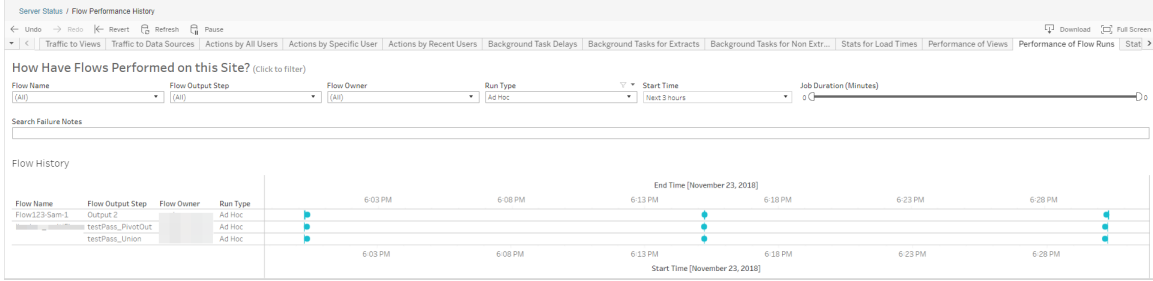 Server Status / Flow Performance History
Undo Redo Revert Refresh Pause Download Full Screen
Traffic to Views Traffic to Data Sources Actions by All Users Actions by Specific User Actions by Recent Users Background Task Delays Background Tasks for Extracts Background Tasks for Non Extr... Stats for Load Times Performance of Views Performance of Flow Runs Stat
How Have Flows Performed on this Site? (Click to filter)
Flow Name Flow Output Step Flow Owner Run Type Start Time Job Duration (Minutes)
(All) (All) (All) Ad Hoc Next 3 hours 0 0
Search Failure Notes
Flow History
End Time [November 23, 2018]
6:03 PM 6:08 PM 6:13 PM 6:18 PM 6:23 PM 6:28 PM
Flow Name Flow Output Step Flow Owner Run Type
Flow123-Sam-1 Output 2 Ad Hoc
testPass_PivotOut Ad Hoc
testPass_Union Ad Hoc
6:03 PM 6:08 PM 6:13 PM 6:18 PM 6:23 PM 6:28 PM
Start Time [November 23, 2018]